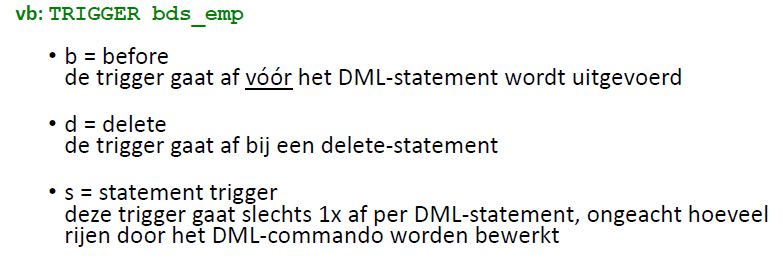 vb: TRIGGER bds_emp
• b = before
de trigger gaat af vóór het DML-statement wordt uitgevoerd
• d = delete
de trigger gaat af bij een delete-statement
• s = statement trigger
deze trigger gaat slechts 1x af per DML-statement, ongeacht hoeveel
rijen door het DML-commando worden bewerkt